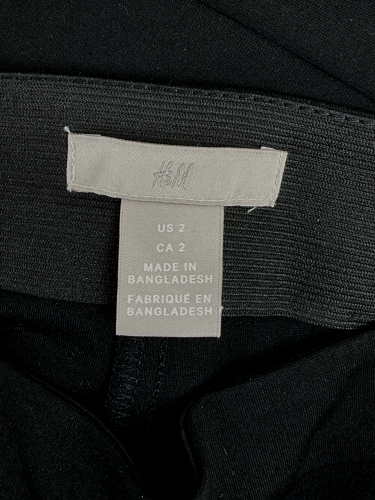 H&M
US 2
CA 2
MADE IN
BANGLADESH
FABRIQUÉ EN
BANGLADESH